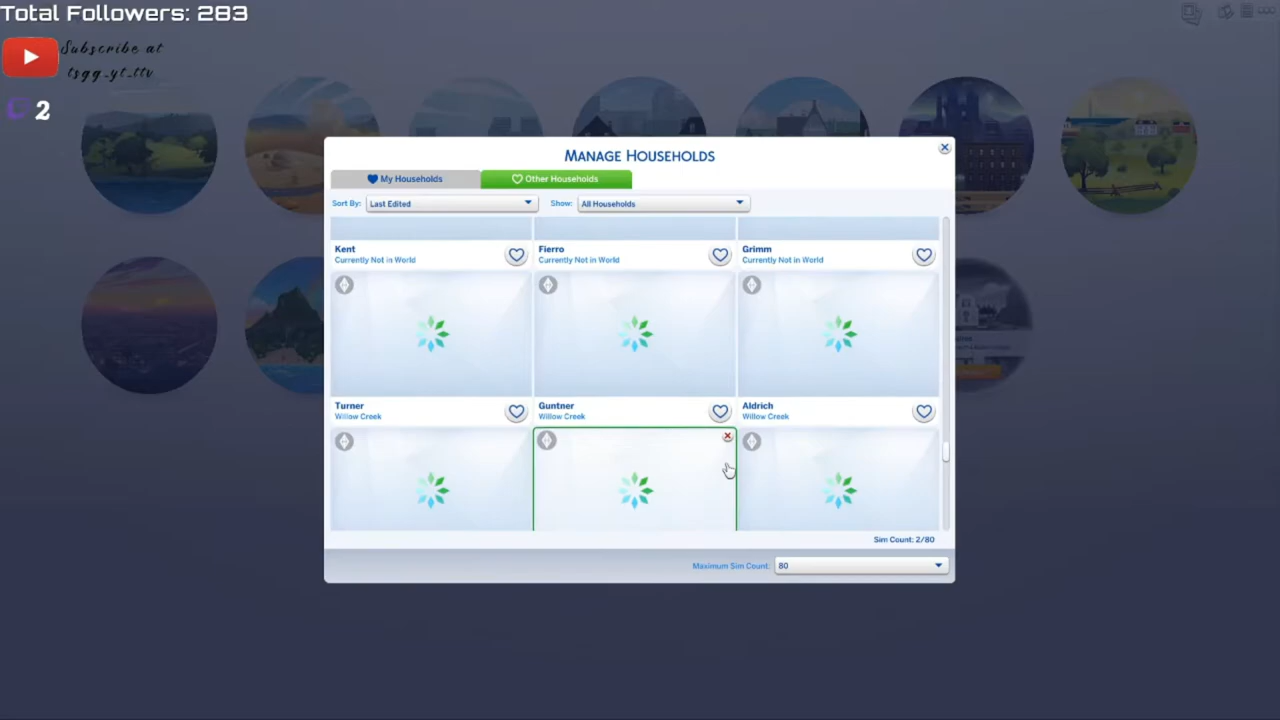 Total Followers: 283
Subscribe at
tsgg_yt_ttv
2
Manage Households
My Households
Other Households
Sort By: Last Edited
Show: All Households
Kent
Currently Not in World
Fierro
Currently Not in World
Grimm
Currently Not in World
Turner
Willow Creek
Guntner
Willow Creek
Aldrich
Willow Creek
Sim Count: 2/80
Maximum Sim Count: 80